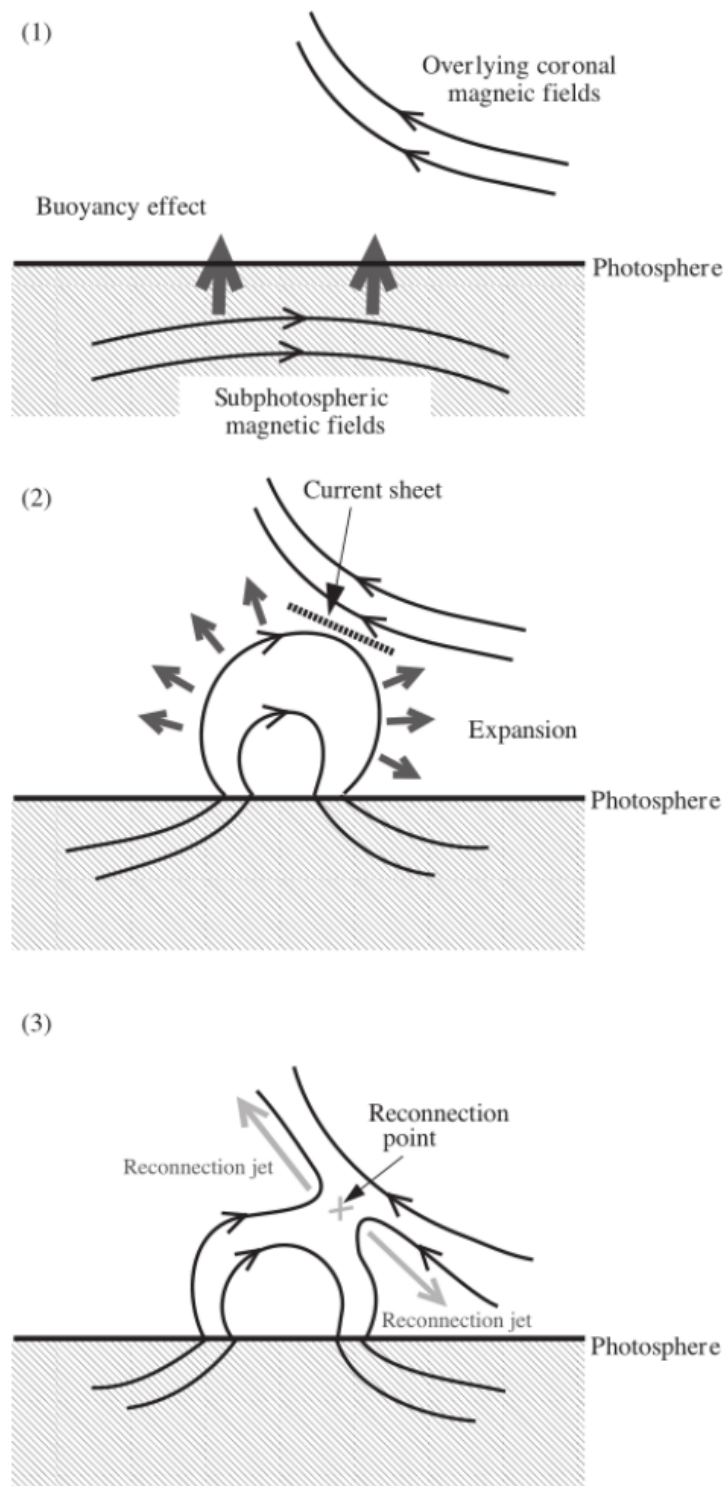 (1)
Overlying coronal
magneic fields
Buoyancy effect
Photosphere
Subphotospheric
magnetic fields
(2)
Current sheet
Expansion
Photosphere
(3)
Reconnection
point
Reconnection jet
Reconnection jet
Photosphere